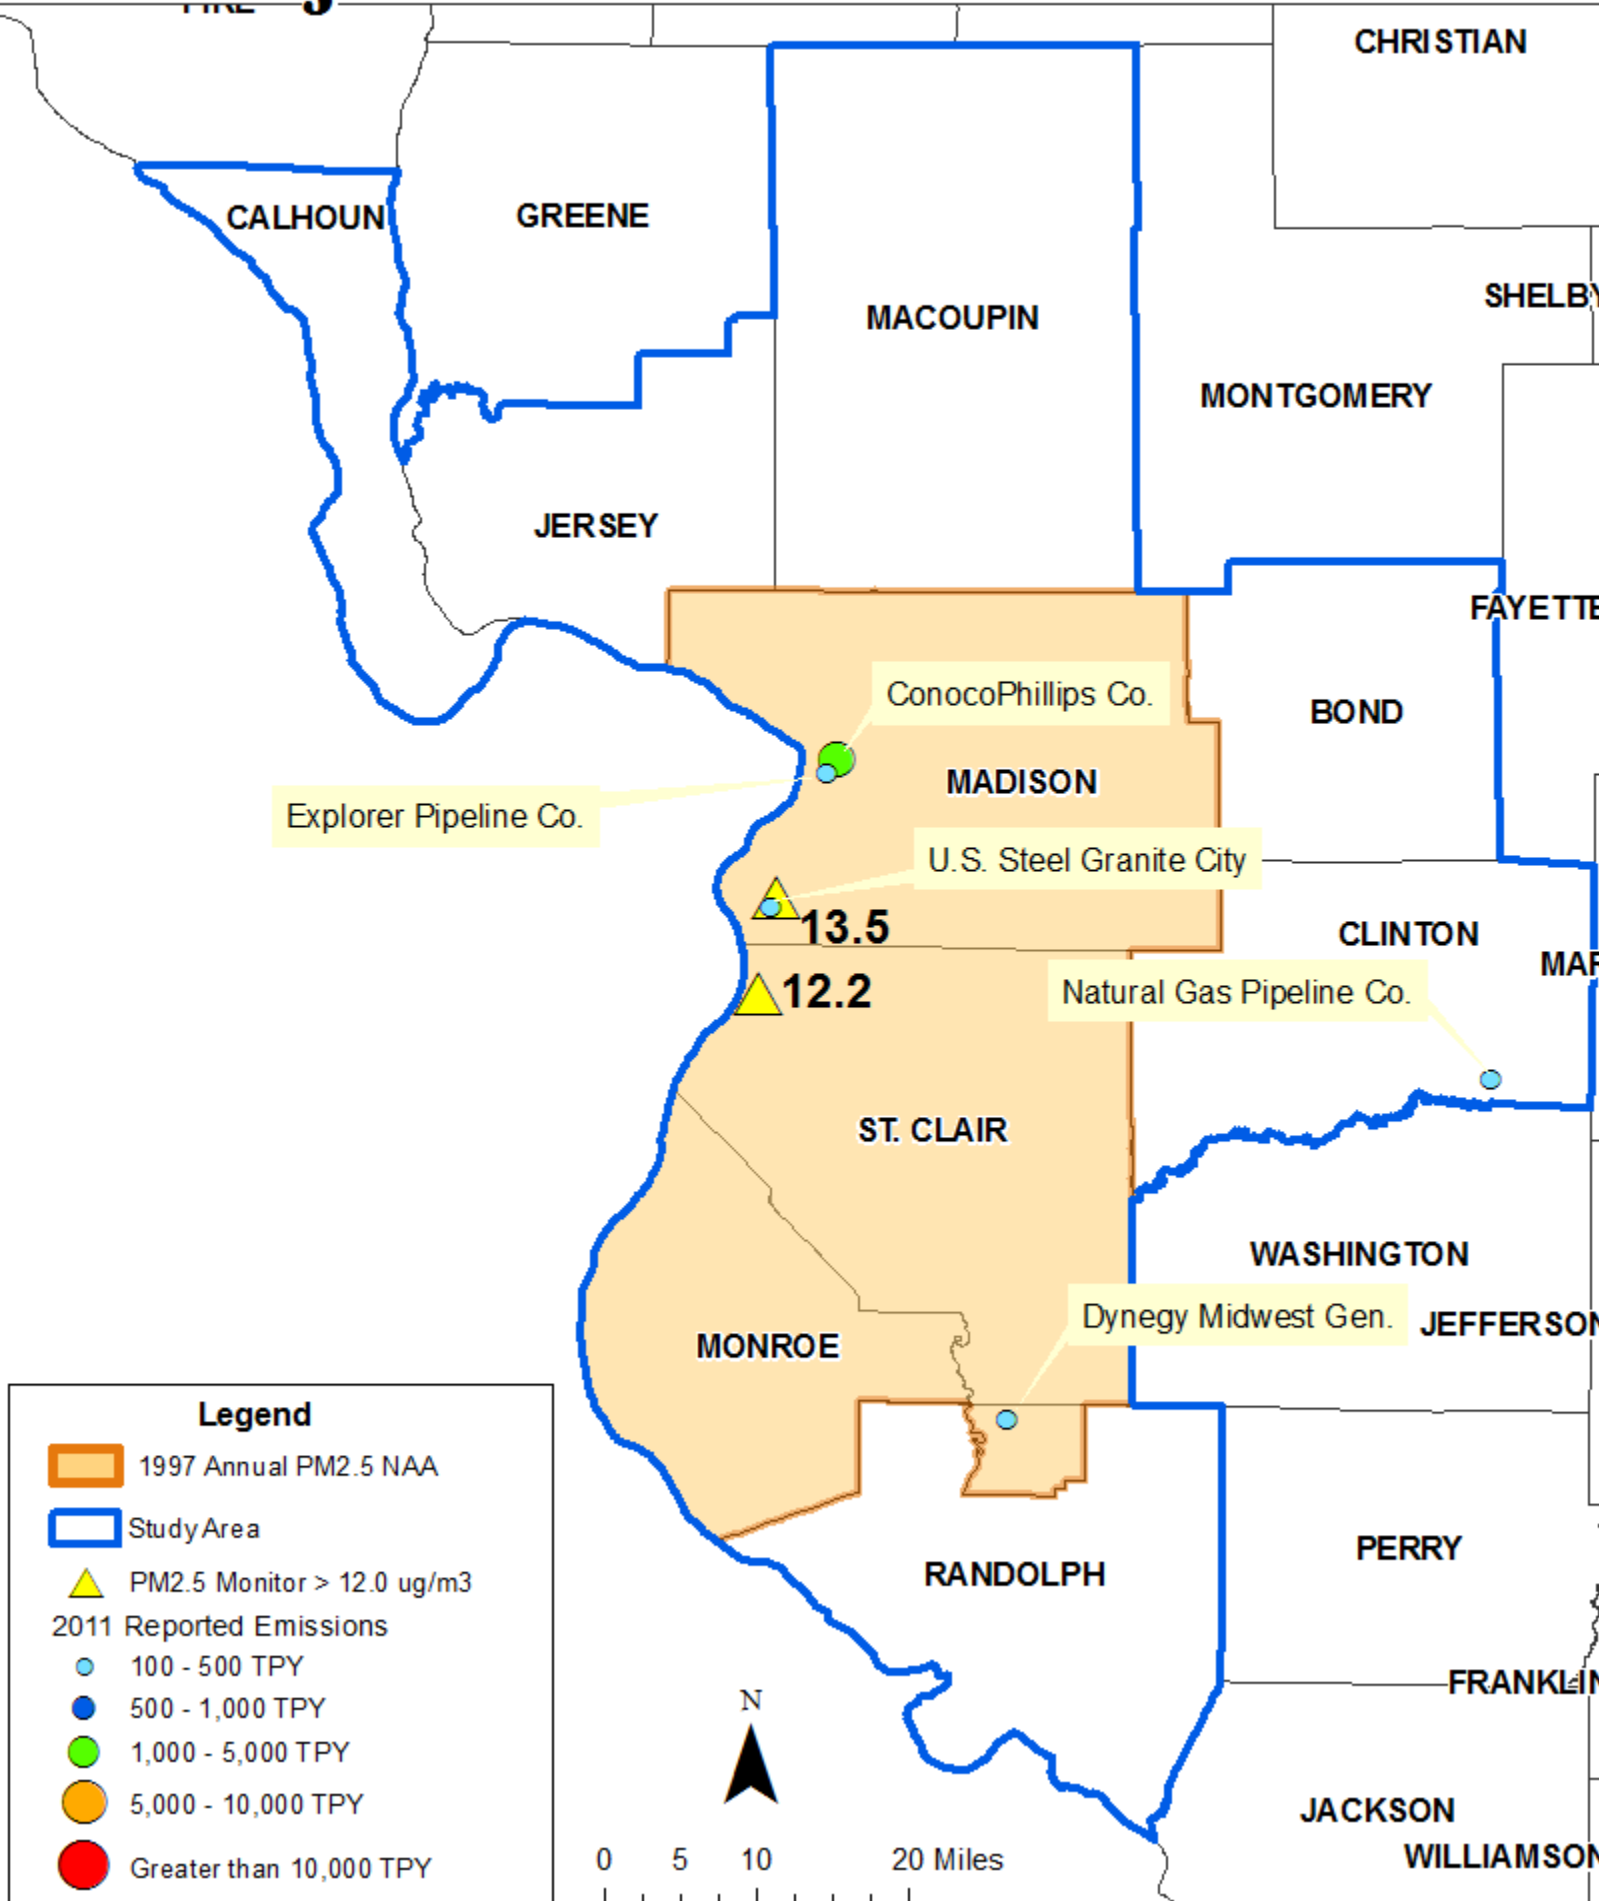 CHRISTIAN
CALHOUN
GREENE
SHELBY
MACOUPIN
MONTGOMERY
JERSEY
FAYETTE
ConocoPhillips Co.
BOND
MADISON
Explorer Pipeline Co.
U.S. Steel Granite City
13.5
CLINTON
MAR
12.2
Natural Gas Pipeline Co.
ST. CLAIR
WASHINGTON
Dynegy Midwest Gen.
JEFFERSON
MONROE
Legend
1997 Annual PM2.5 NAA
Study Area
PM2.5 Monitor > 12.0 ug/m3
2011 Reported Emissions
100 - 500 TPY
500 - 1,000 TPY
1,000 - 5,000 TPY
5,000 - 10,000 TPY
Greater than 10,000 TPY
PERRY
RANDOLPH
FRANKLIN
N
JACKSON
WILLIAMSON
0 5 10 20 Miles